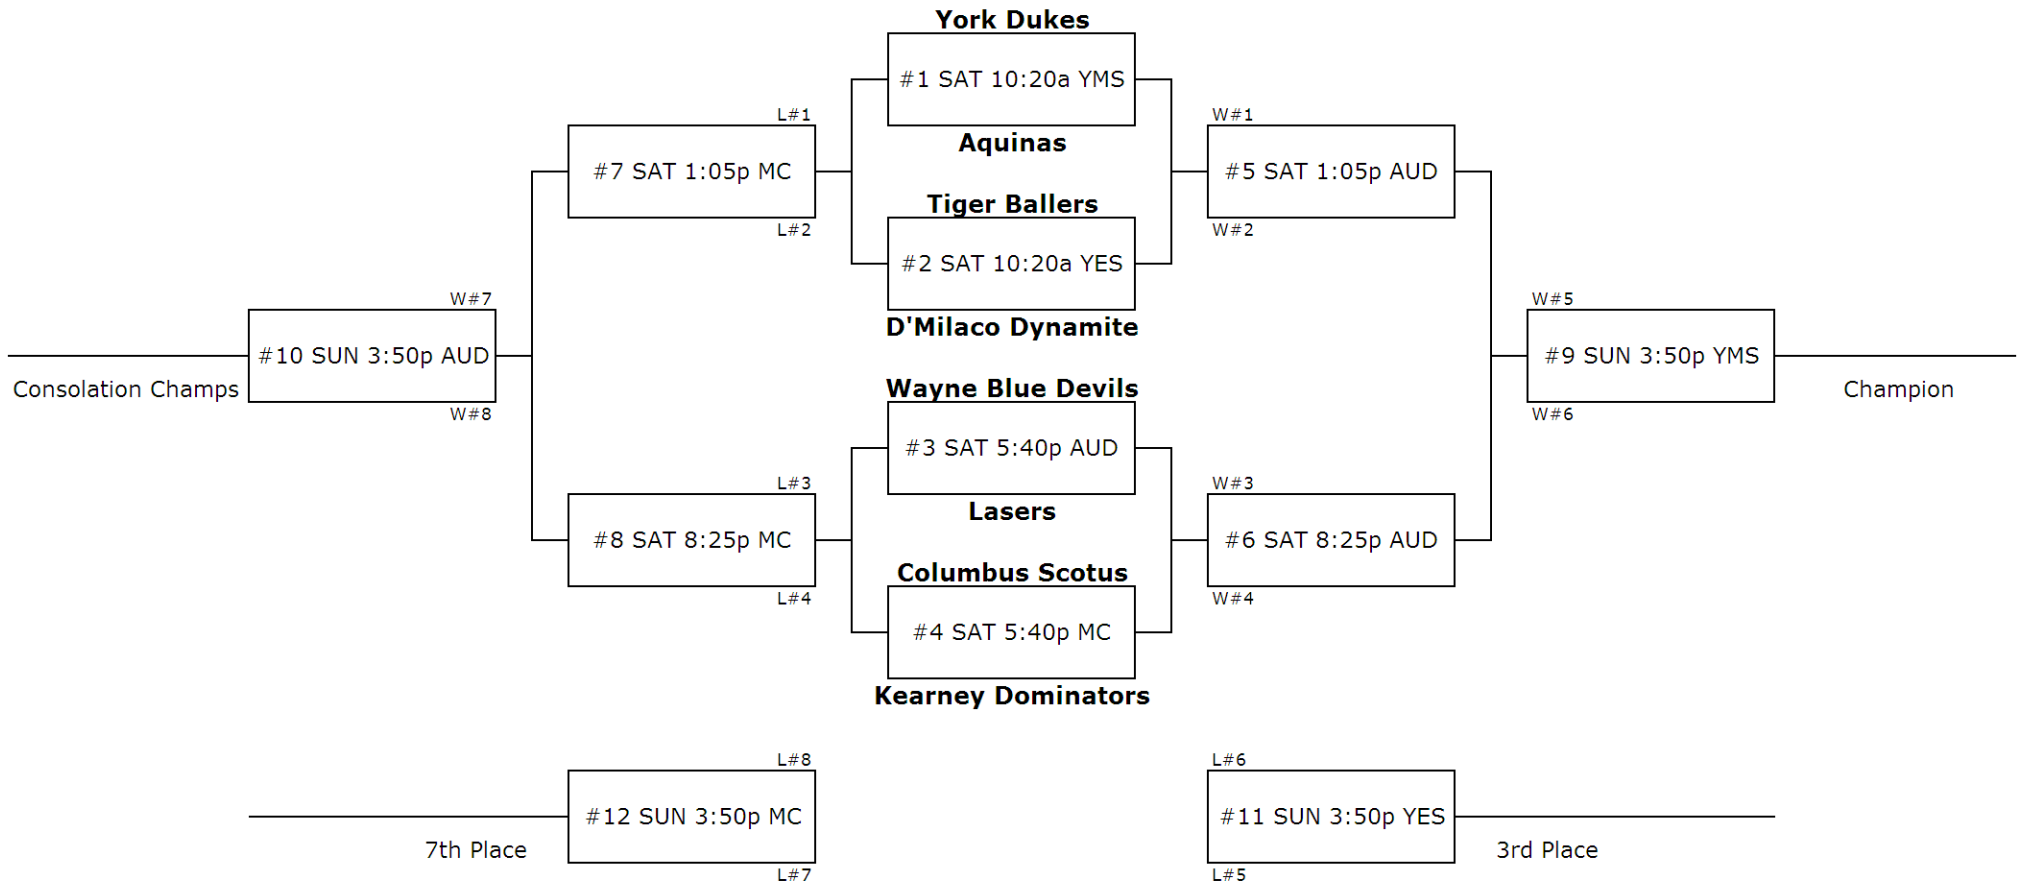 York Dukes
#1 SAT 10:20a YMS
Aquinas
L#1
#7 SAT 1:05p MC
L#2
W#1
#5 SAT 1:05p AUD
W#2
Tiger Ballers
#2 SAT 10:20a YES
D'Milaco Dynamite
W#7
#10 SUN 3:50p AUD
W#8
Consolation Champs
W#5
#9 SUN 3:50p YMS
W#6
Champion
Wayne Blue Devils
#3 SAT 5:40p AUD
Lasers
L#3
#8 SAT 8:25p MC
L#4
W#3
#6 SAT 8:25p AUD
W#4
Columbus Scotus
#4 SAT 5:40p MC
Kearney Dominators
L#8
#12 SUN 3:50p MC
L#7
7th Place
L#6
#11 SUN 3:50p YES
L#5
3rd Place